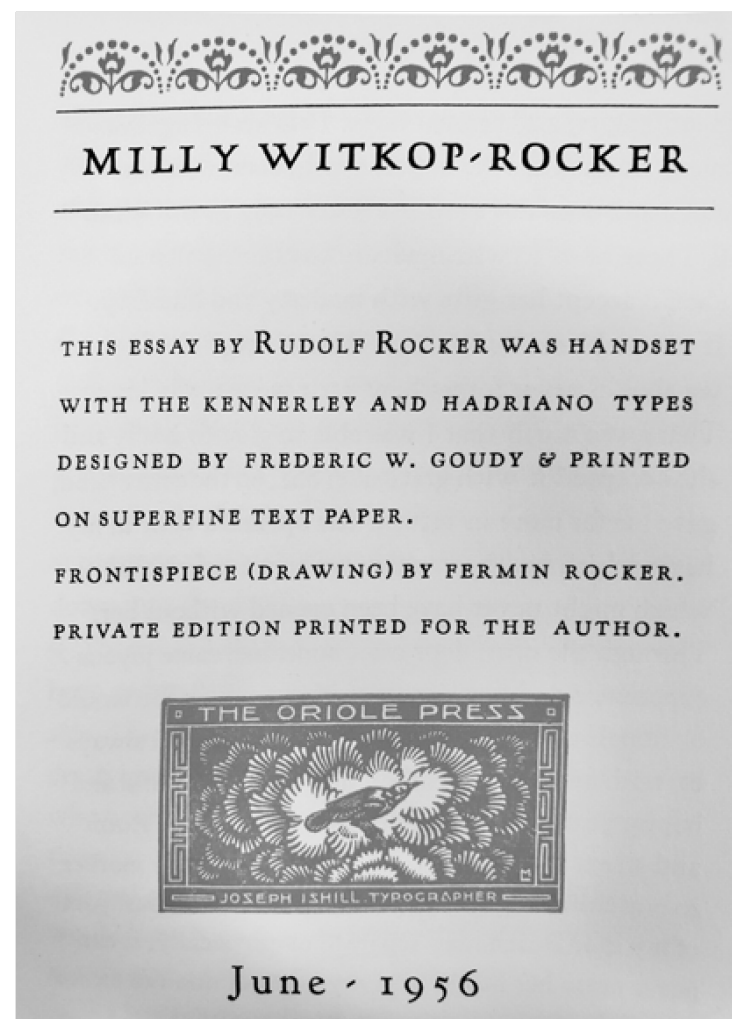 MILLY WITKOP-ROCKER
THIS ESSAY BY RUDOLF ROCKER WAS HANDSET
WITH THE KENNERLEY AND HADRIANO TYPES
DESIGNED BY FREDERIC W. GOUDY & PRINTED
ON SUPERFINE TEXT PAPER.
FRONTISPIECE (DRAWING) BY FERMIN ROCKER.
PRIVATE EDITION PRINTED FOR THE AUTHOR.
THE ORIOLE PRESS
JOSEPH ISHILL. TYPOGRAPHER
June - 1956